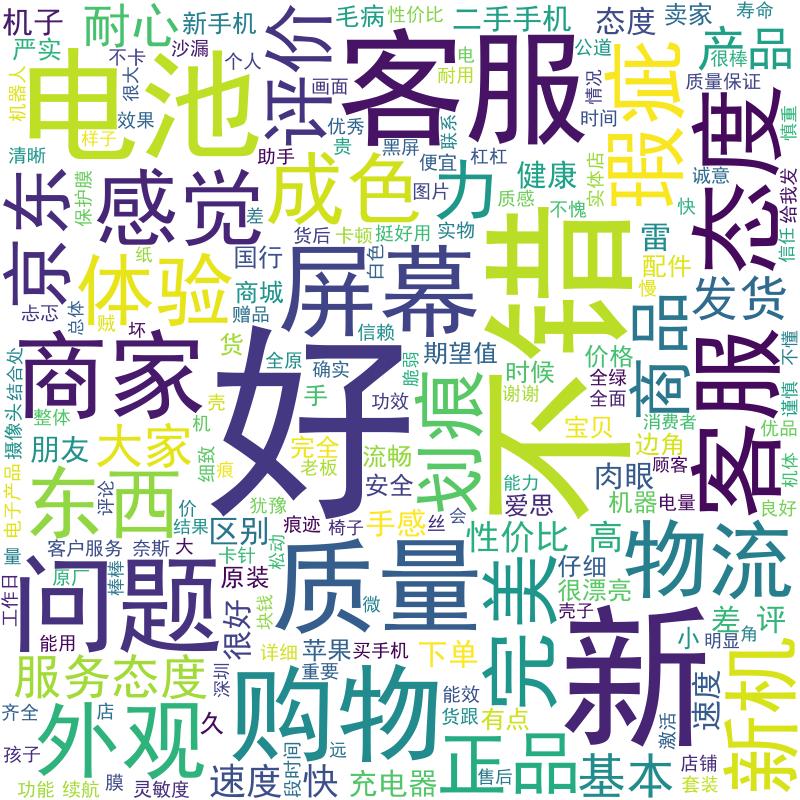 机子
耐心
新手机
评价
毛病
性价比
二手手机
态度
卖家
寿命
严实
沙漏
不卡
个人
客服
电
公道
产品
很棒
机器人
电池
很大
画面
耐用
情况
瑕疵
质量保证
样子
效果
优秀
贵
黑屏
联系
时间
态度
慎重
清晰
助手
便宜
杠杠
京东
保护膜
感觉
差
成色
图片
力
质感
健康
不愧
实体店
诚意
给我发
快
货后
卡顿
挺好用
实物
不错
雷
信任
忐忑
总体
体验
国行
屏幕
白色
配件
慢
发货
贼
纸
坏
商城
赠品
信赖
商品
不懂
摄像头结合处
商家
货
全原
确实
脆弱
期望值
时候
价格
全绿
客服
谨慎
整体
壳
好
手
功效
划痕
谢谢
全面
消费者
优品
朋友
大家
机
细致
痕
完全
老板
流畅
宝贝
边角
顾客
机体
电子产品
东西
评论
价
结果
犹豫
安全
能力
爱思
肉眼
机器
电量
良好
量
区别
痕迹
椅子
手感
丝
会
性价比
高
物流
工作日
客户服务
奈斯
大
卡针
松动
原厂
棒棒
原装
质量
完美
仔细
很漂亮
问题
能用
很好
块钱
微
壳子
新
小
差
评
明显
角
服务态度
详细
苹果
买手机
下单
新机
深圳
重要
购物
能效
速度
齐全
店
外观
久
货跟
有点
激活
孩子
段时间
远
正品
店铺
功能
续航
膜
灵敏度
速度
快
充电器
售后
基本
套装